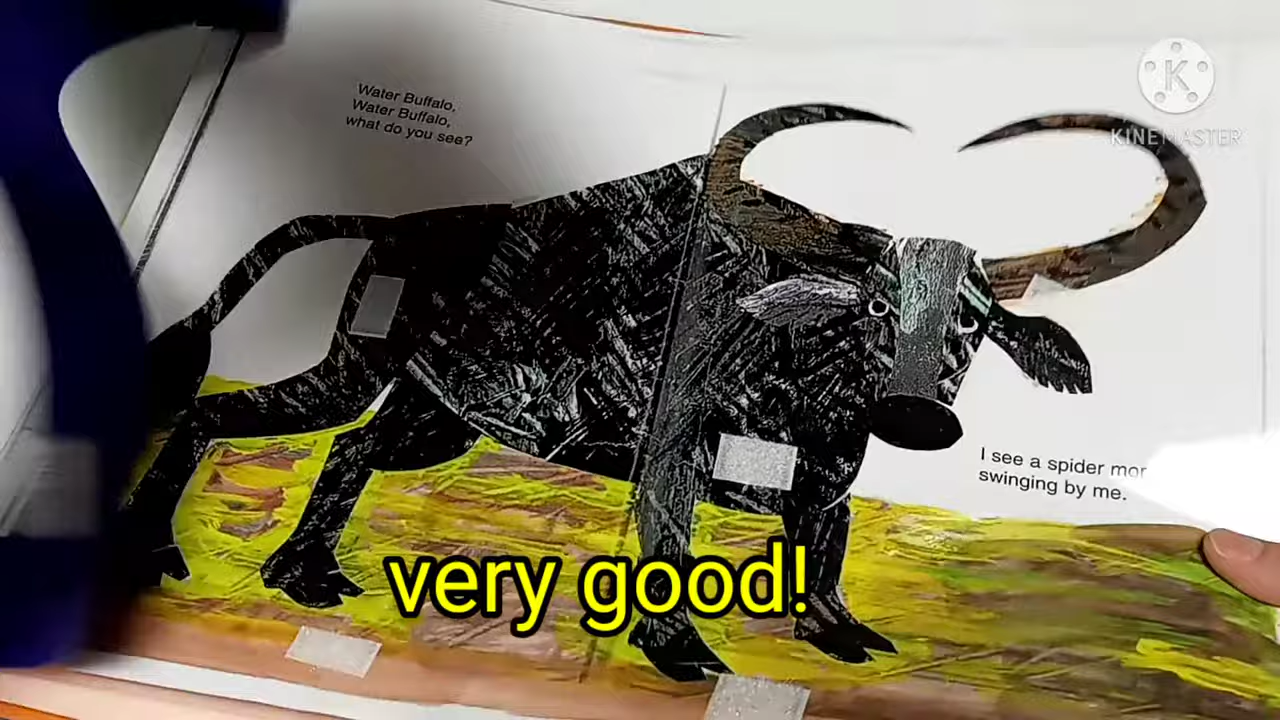 Water Buffalo,
Water Buffalo,
what do you see?
K
KINEMASTER
I see a spider
swinging by me.
very good!